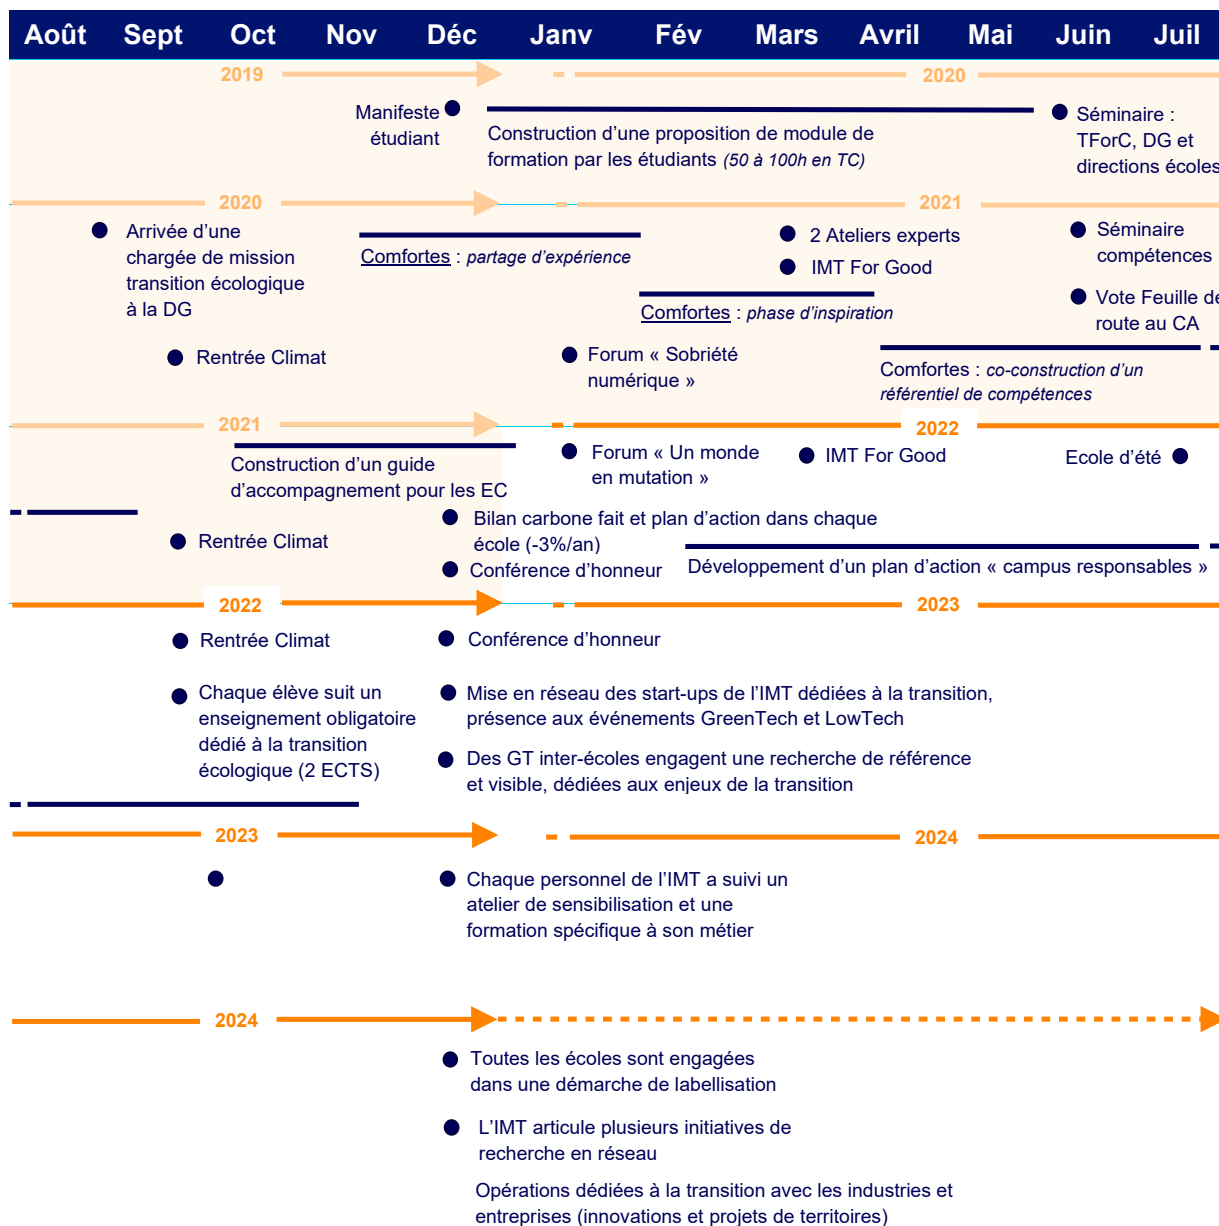 Août Sept Oct Nov Déc Janv Fév Mars Avril Mai Juin Juil
2019 2020
Manifeste
étudiant
Construction d’une proposition de module de
formation par les étudiants (50 à 100h en TC)
Séminaire :
TForC, DG et
directions écoles
2020 2021
Arrivée d’une
chargée de mission
transition écologique
à la DG
Comfortes : partage d’expérience
2 Ateliers experts
IMT For Good
Séminaire
compétences
Comfortes : phase d’inspiration
Vote Feuille de
route au CA
Rentrée Climat
Forum « Sobriété
numérique »
Comfortes : co-construction d’un
référentiel de compétences
2021 2022
Construction d’un guide
d’accompagnement pour les EC
Forum « Un monde
en mutation »
IMT For Good
Ecole d’été
Rentrée Climat
Bilan carbone fait et plan d’action dans chaque
école (-3%/an)
Conférence d’honneur
Développement d’un plan d’action « campus responsables »
2022 2023
Rentrée Climat
Conférence d’honneur
Chaque élève suit un
enseignement obligatoire
dédié à la transition
écologique (2 ECTS)
Mise en réseau des start-ups de l’IMT dédiées à la transition,
présence aux événements GreenTech et LowTech
Des GT inter-écoles engagent une recherche de référence
et visible, dédiées aux enjeux de la transition
2023 2024
Chaque personnel de l’IMT a suivi un
atelier de sensibilisation et une
formation spécifique à son métier
2024
Toutes les écoles sont engagées
dans une démarche de labellisation
L’IMT articule plusieurs initiatives de
recherche en réseau
Opérations dédiées à la transition avec les industries et
entreprises (innovations et projets de territoires)